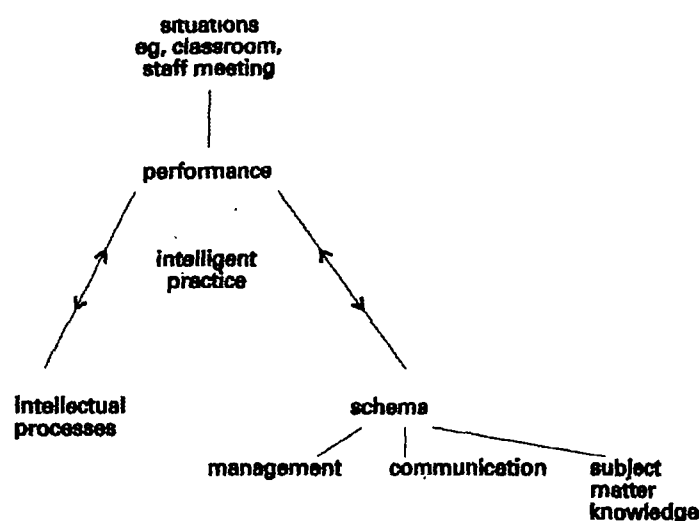 situations
eg, classroom,
staff meeting
performance
intelligent
practice
intellectual
processes
schema
management
communication
subject
matter
knowledge